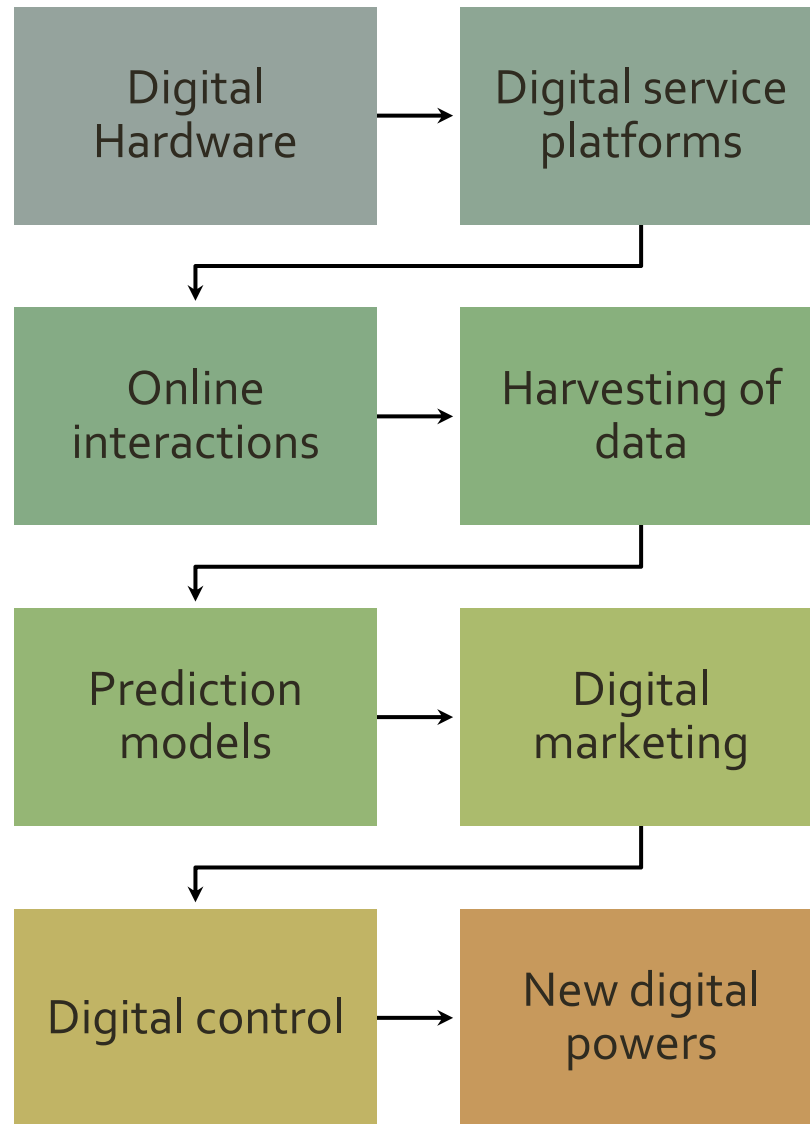 Digital
Hardware
Digital service
platforms
Online
interactions
Harvesting of
data
Prediction
models
Digital
marketing
Digital control
New digital
powers